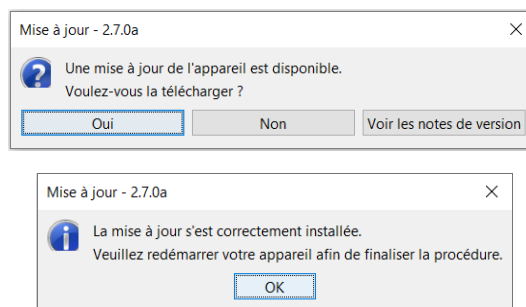 Mise à jour - 2.7.0a
Une mise à jour de l'appareil est disponible.
Voulez-vous la télécharger ?
Oui Non Voir les notes de version
Mise à jour - 2.7.0a
La mise à jour s'est correctement installée.
Veuillez redémarrer votre appareil afin de finaliser la procédure.
OK